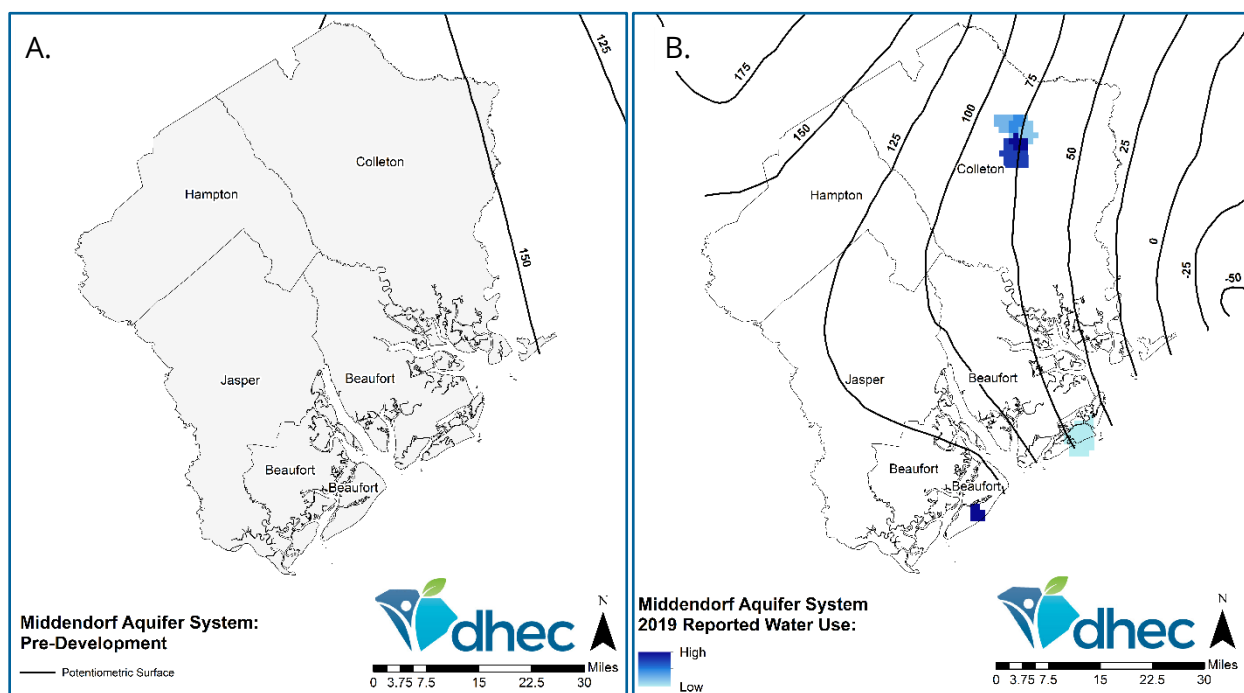 A.
125
150
Colleton
Hampton
Jasper
Beaufort
Beaufort
Beaufort
Middendorf Aquifer System:
Pre-Development
Potentiometric Surface
dhec
N
Miles
0 3.75 7.5 15 22.5 30
B.
175
150
125
100
75
50
25
0
-25
-50
Colleton
Hampton
Jasper
Beaufort
Beaufort
Beaufort
Middendorf Aquifer System
2019 Reported Water Use:
High
Low
dhec
N
Miles
0 3.75 7.5 15 22.5 30